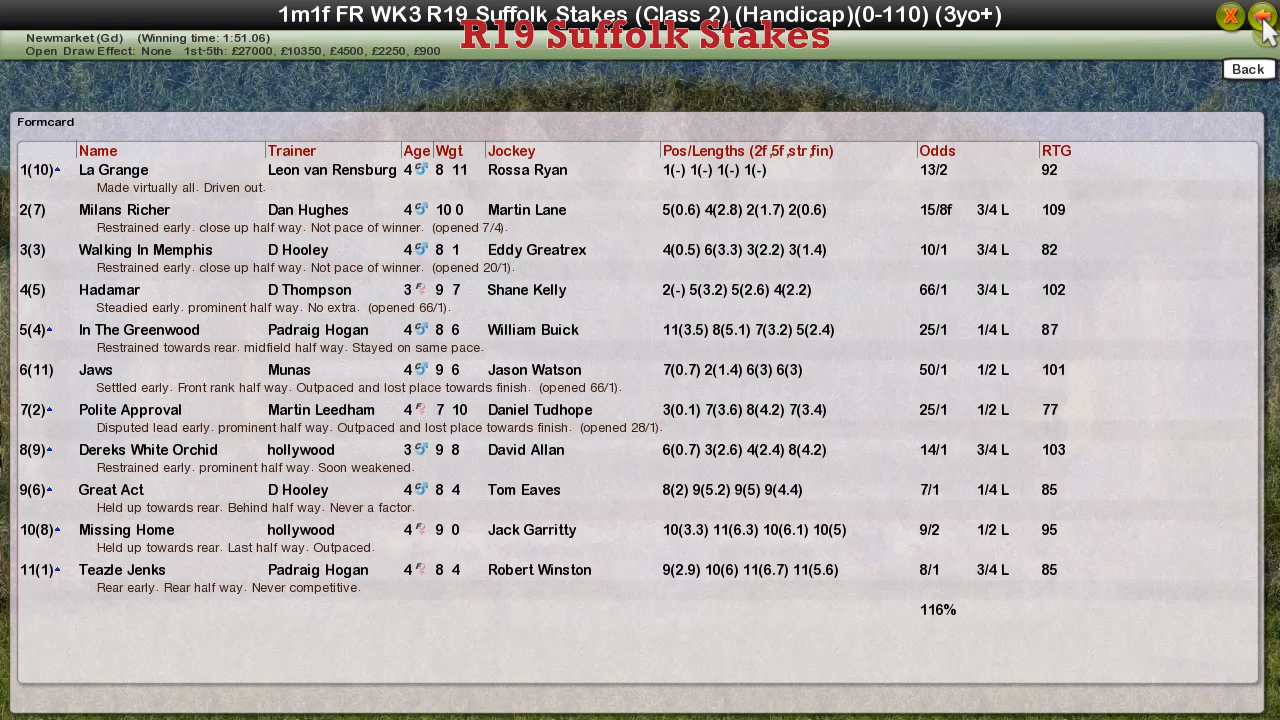 1m1f FR WK3 R19 Suffolk Stakes (Class 2) (Handicap)(0-110) (3yo+)
R19 Suffolk Stakes
Newmarket(Gd) (Winning time: 1:51.06)
Open Draw Effect: None 1st-5th: £27000, £10350, £4500, £2250, £900
X
Back
Formcard
Name Trainer Age Wgt Jockey Pos/Lengths (2f,5f,str,fin) Odds RTG
1(10) La Grange Leon van Rensburg 4 8 11 Rossa Ryan 1(-) 1(-) 1(-) 1(-) 13/2 92
Made virtually all. Driven out.
2(7) Milans Richer Dan Hughes 4 10 0 Martin Lane 5(0.6) 4(2.8) 2(1.7) 2(0.6) 15/8f 3/4 L 109
Restrained early. close up half way. Not pace of winner. (opened 7/4).
3(3) Walking In Memphis D Hooley 4 8 1 Eddy Greatrex 4(0.5) 6(3.3) 3(2.2) 3(1.4) 10/1 3/4 L 82
Restrained early. close up half way. Not pace of winner. (opened 20/1).
4(5) Hadamar D Thompson 3 9 7 Shane Kelly 2(-) 5(3.2) 5(2.6) 4(2.2) 66/1 3/4 L 102
Steadied early. prominent half way. No extra. (opened 66/1).
5(4) In The Greenwood Padraig Hogan 4 8 6 William Buick 11(3.5) 8(5.1) 7(3.2) 5(2.4) 25/1 1/4 L 87
Restrained towards rear. midfield half way. Stayed on same pace.
6(11) Jaws Munas 4 9 6 Jason Watson 7(0.7) 2(1.4) 6(3) 6(3) 50/1 1/2 L 101
Settled early. Front rank half way. Outpaced and lost place towards finish. (opened 66/1).
7(2) Polite Approval Martin Leedham 4 7 10 Daniel Tudhope 3(0.1) 7(3.6) 8(4.2) 7(3.4) 25/1 1/2 L 77
Disputed lead early. prominent half way. Outpaced and lost place towards finish. (opened 28/1).
8(9) Dereks White Orchid hollywood 3 9 8 David Allan 6(0.7) 3(2.6) 4(2.4) 8(4.2) 14/1 3/4 L 103
Restrained early. prominent half way. Soon weakened.
9(6) Great Act D Hooley 4 8 4 Tom Eaves 8(2) 9(5.2) 9(5) 9(4.4) 7/1 1/4 L 85
Held up towards rear. Behind half way. Never a factor.
10(8) Missing Home hollywood 4 9 0 Jack Garritty 10(3.3) 11(6.3) 10(6.1) 10(5) 9/2 1/2 L 95
Held up towards rear. Last half way. Outpaced.
11(1) Teazle Jenks Padraig Hogan 4 8 4 Robert Winston 9(2.9) 10(6) 11(6.7) 11(5.6) 8/1 3/4 L 85
Rear early. Rear half way. Never competitive.
116%